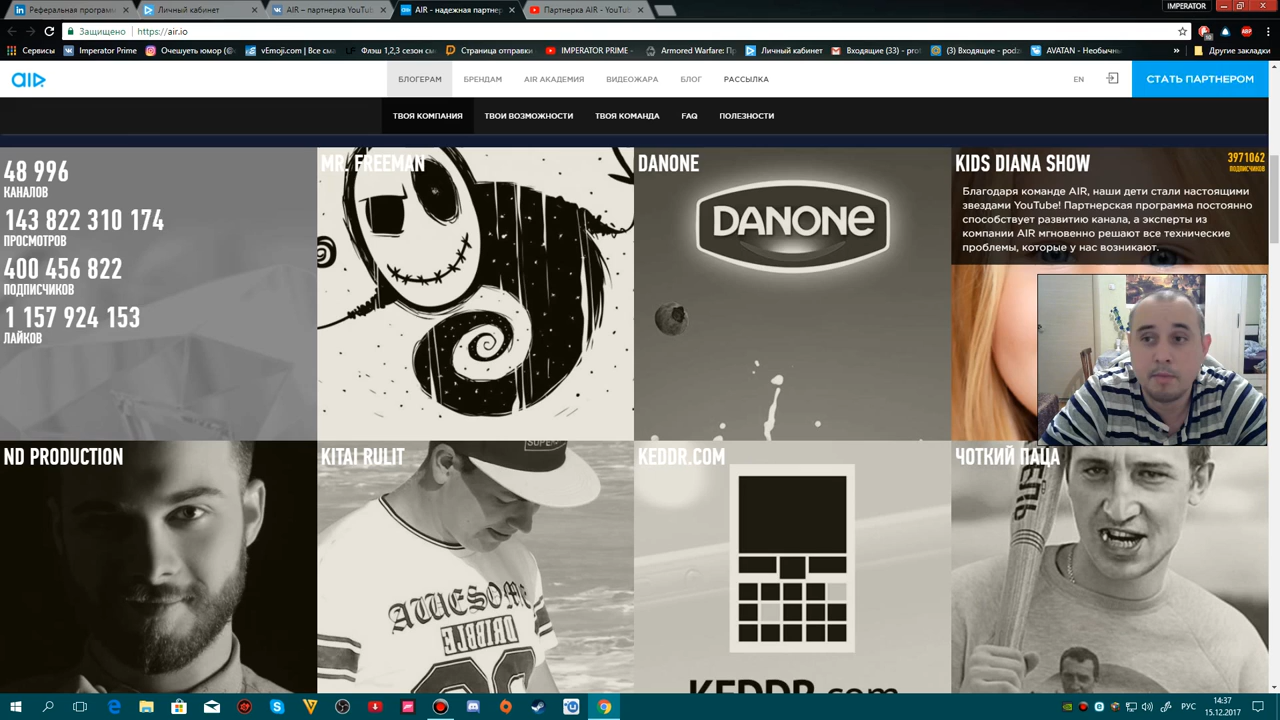 Реферальная програм
Личный кабинет
AIR – партнерка YouTub
AIR - надежная партнер
Партнерка AIR - YouTu
IMPERATOR
Защищено
https://air.io
Сервисы
Imperator Prime
Очешуеть юмор (@
vEmoji.com | Все сма
Флэш 1,2,3 сезон см
Страница отправки
IMPERATOR PRIME -
Armored Warfare: Пр
Личный кабинет
Входящие (33) - prot
(3) Входящие - podz
AVATAN - Необычн
»
Другие закладки
БЛОГЕРАМ
БРЕНДАМ
AIR АКАДЕМИЯ
ВИДЕОЖАРА
БЛОГ
РАССЫЛКА
EN
СТАТЬ ПАРТНЕРОМ
ТВОЯ КОМПАНИЯ
ТВОИ ВОЗМОЖНОСТИ
ТВОЯ КОМАНДА
FAQ
ПОЛЕЗНОСТИ
48 996
КАНАЛОВ
143 822 310 174
ПРОСМОТРОВ
400 456 822
ПОДПИСЧИКОВ
1 157 924 153
ЛАЙКОВ
MR. FREEMAN
DANONE
DANONE
KIDS DIANA SHOW
3971062
ПОДПИСЧИКОВ
Благодаря команде AIR, наши дети стали настоящими
звездами YouTube! Партнерская программа постоянно
способствует развитию канала, а эксперты из
компании AIR мгновенно решают все технические
проблемы, которые у нас возникают.
ND PRODUCTION
KITAI RULIT
AWESOME
DRIBBLE
KEDDR.COM
KEDDR.com
ЧОТКИЙ ПАЦА
РУС
14:37
15.12.2017